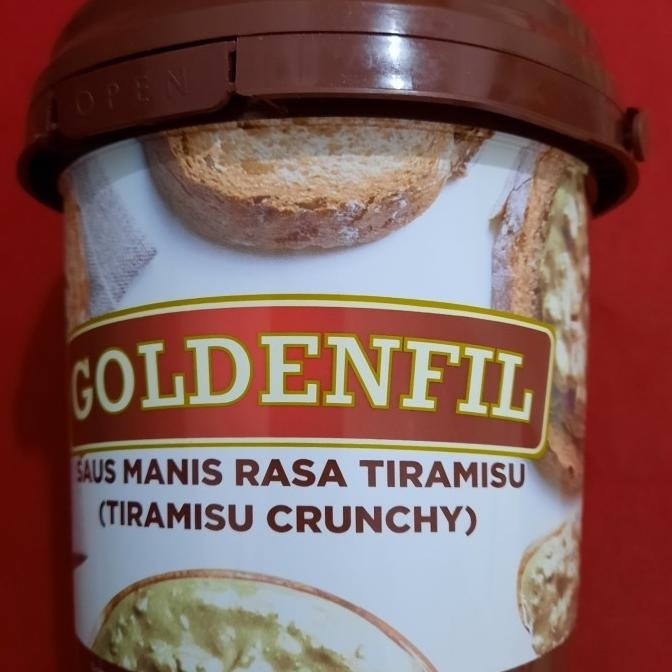 OPEN
GOLDENFIL
SAUS MANIS RASA TIRAMISU
(TIRAMISU CRUNCHY)